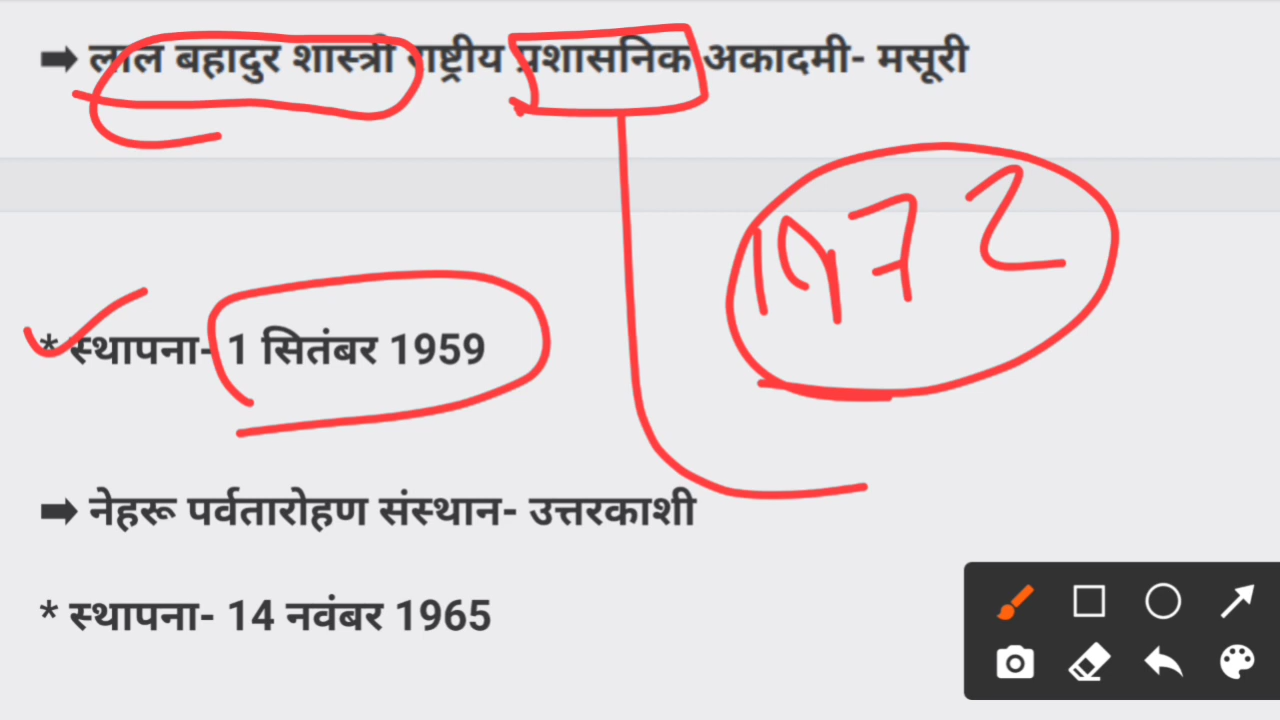 ➡ लाल बहादुर शास्त्री राष्ट्रीय प्रशासनिक अकादमी- मसूरी
1972
* स्थापना- 1 सितंबर 1959
➡ नेहरू पर्वतारोहण संस्थान- उत्तरकाशी
* स्थापना- 14 नवंबर 1965